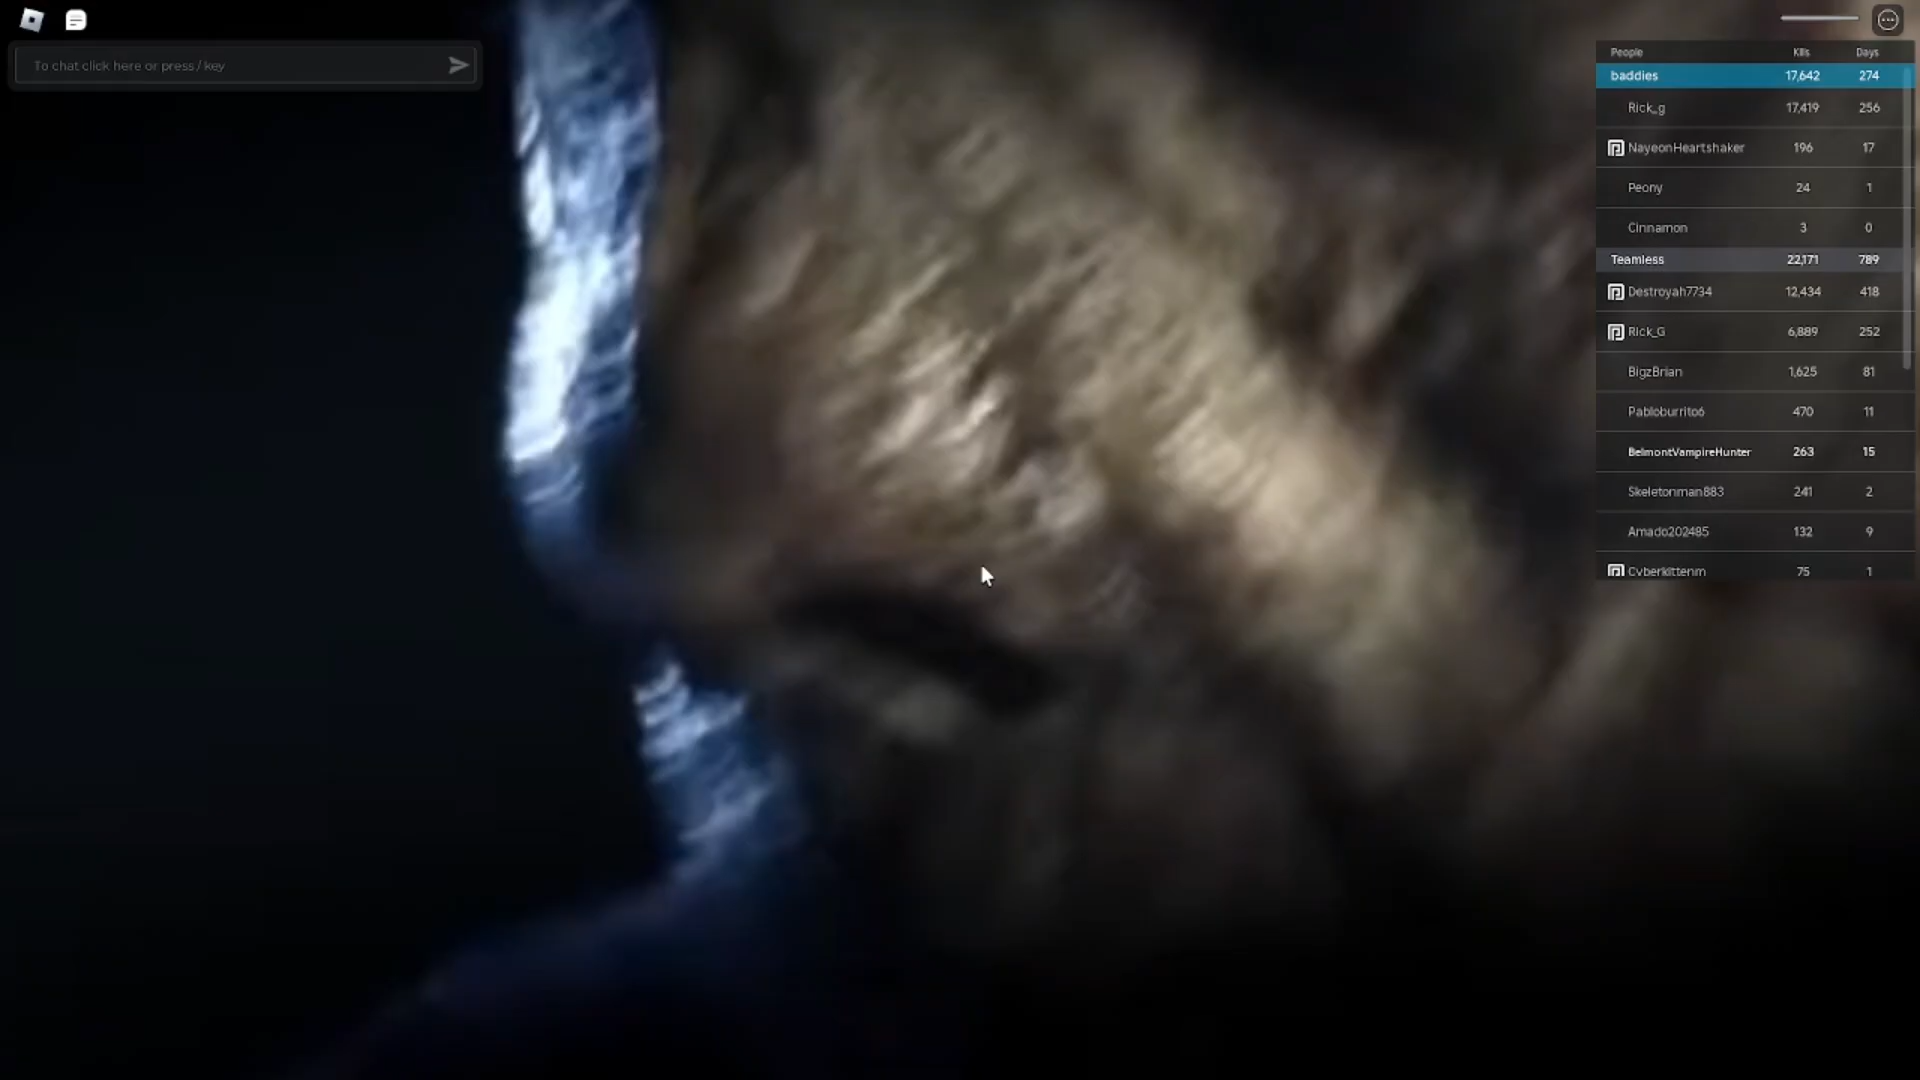 To chat click here or press / key
People Kills Days
baddies 17,642 274
Rick_g 17,419 256
NayeonHeartshaker 196 17
Peony 24 1
Cinnamon 3 0
Teamless 22,171 789
Destroyah7734 12,434 418
Rick_G 6,889 252
BigzBrian 1,625 81
Pabloburrito6 470 11
BelmontVampireHunter 263 15
Skeletonman883 241 2
Amado202485 132 9
Cyberkittenm 75 1